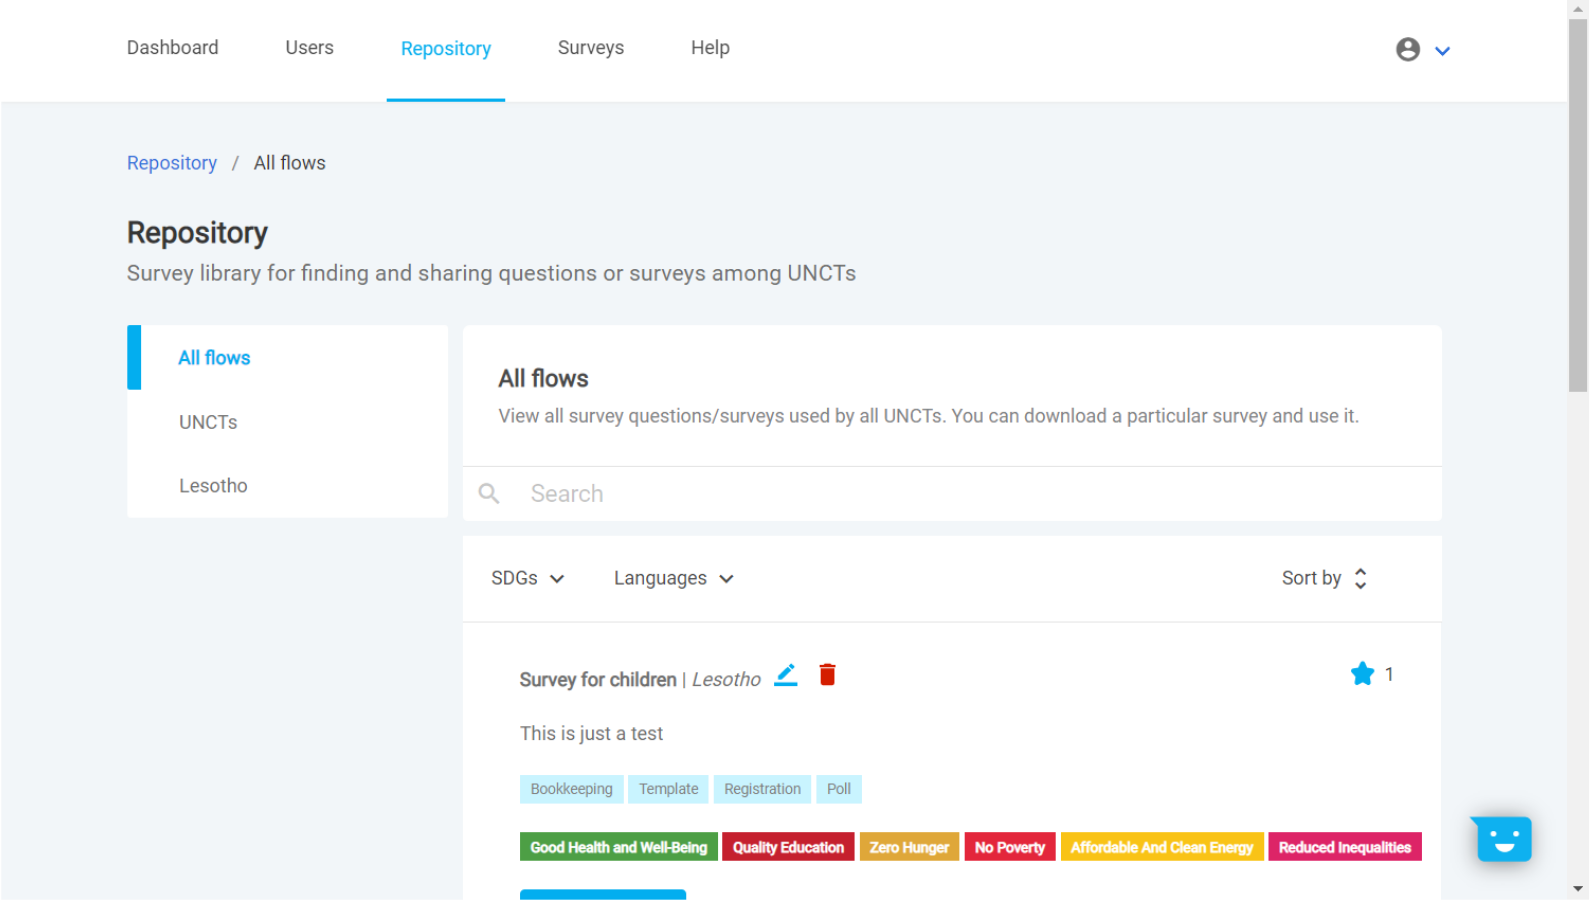 Dashboard Users Repository Surveys Help
Repository / All flows
Repository
Survey library for finding and sharing questions or surveys among UNCTs
All flows
UNCTs
Lesotho
All flows
View all survey questions/surveys used by all UNCTs. You can download a particular survey and use it.
Search
SDGs Languages Sort by
Survey for children | Lesotho 1
This is just a test
Bookkeeping Template Registration Poll
Good Health and Well-Being Quality Education Zero Hunger No Poverty Affordable And Clean Energy Reduced Inequalities